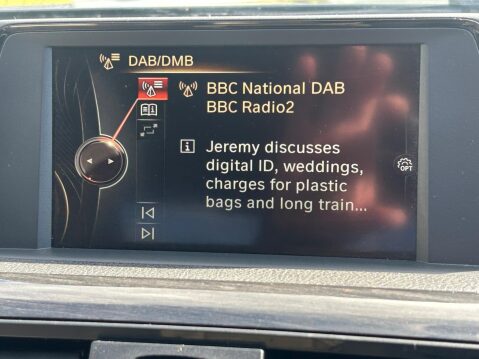 DAB/DMB
BBC National DAB
BBC Radio2
Jeremy discusses
digital ID, weddings,
charges for plastic
bags and long train...
OPT